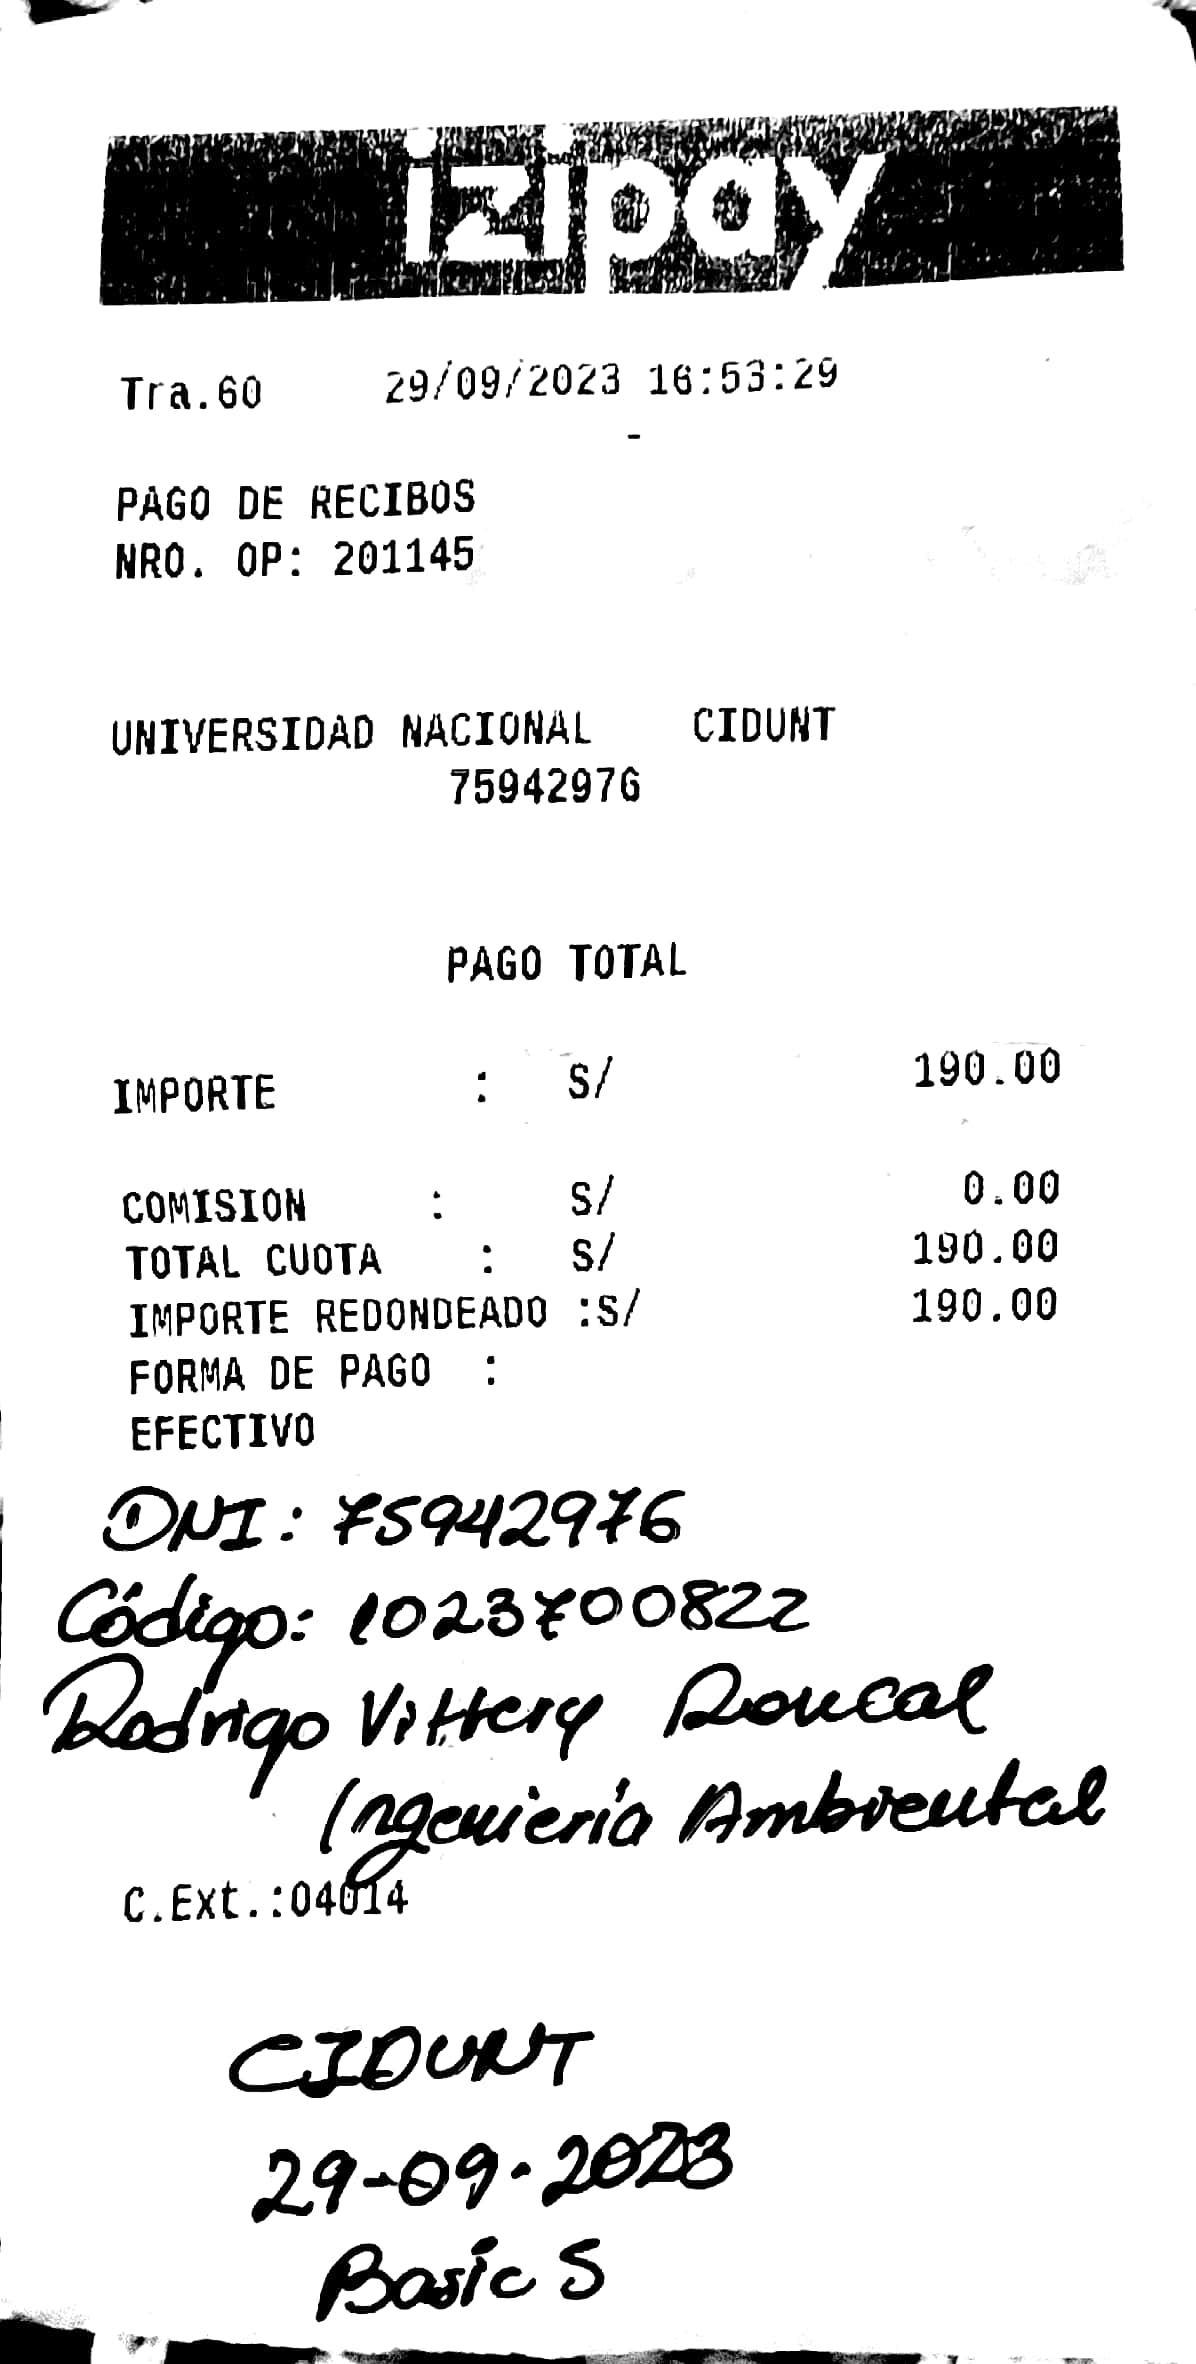 izipay
Tra.60 29/09/2023 16:53:29
-
PAGO DE RECIBOS
NRO. OP: 201145
UNIVERSIDAD NACIONAL CIDUNT
75942976
PAGO TOTAL
IMPORTE : S/ 190.00
COMISION : S/ 0.00
TOTAL CUOTA : S/ 190.00
IMPORTE REDONDEADO :S/ 190.00
FORMA DE PAGO :
EFECTIVO
DNI: 75942976
Código: 1023700822
Rodrigo Vittery Roncal
Ingeniería Ambiental
C.Ext.:04014
CIDUNT
29-09-2023
Basic 5